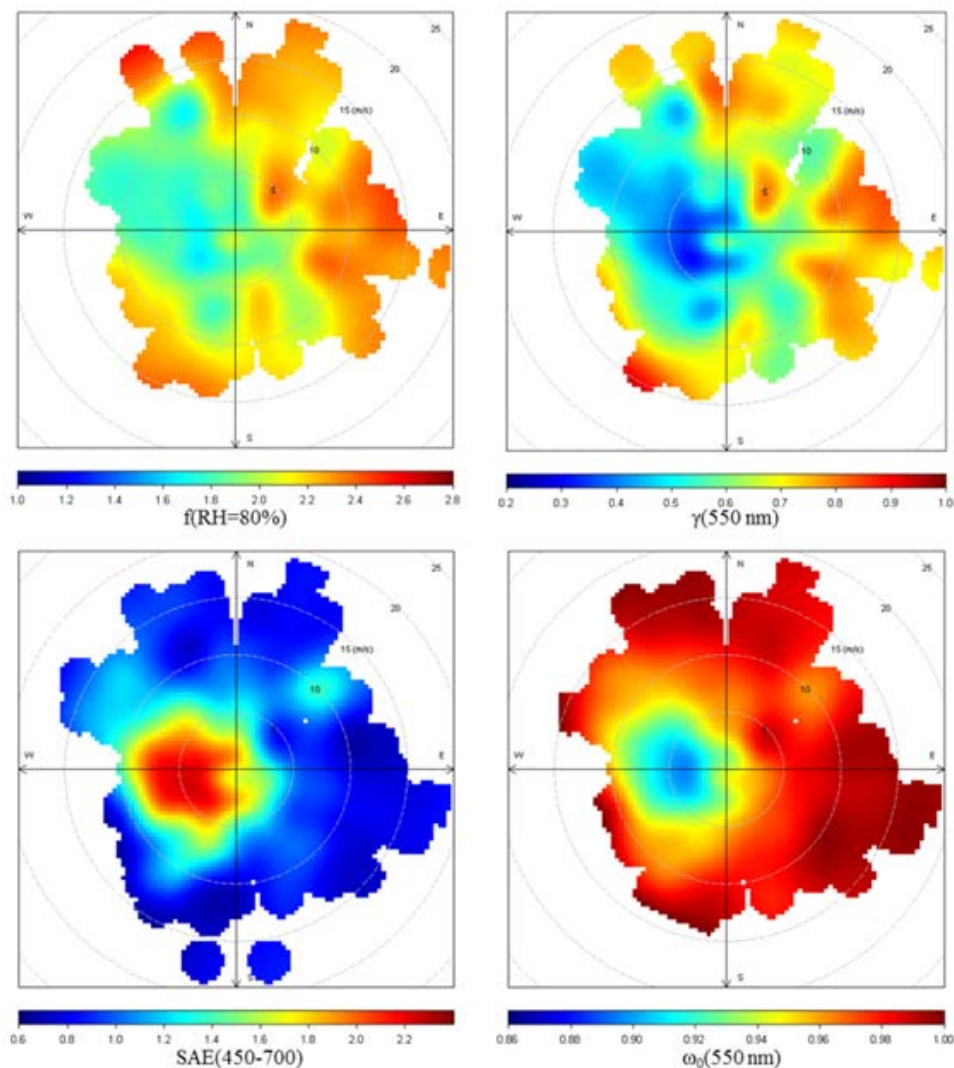 N
25
20
15 (m/s)
10
5
W
E
S
1.0 1.2 1.4 1.6 1.8 2.0 2.2 2.4 2.6 2.8
f(RH=80%)
N
25
20
15 (m/s)
10
5
W
E
S
0.2 0.3 0.4 0.5 0.6 0.7 0.8 0.9 1.0
γ(550 nm)
N
25
20
15 (m/s)
10
W
E
S
0.6 0.8 1.0 1.2 1.4 1.6 1.8 2.0 2.2
SAE(450-700)
N
25
20
15 (m/s)
10
5
W
E
S
0.86 0.88 0.90 0.92 0.94 0.96 0.98 1.00
ω₀(550 nm)